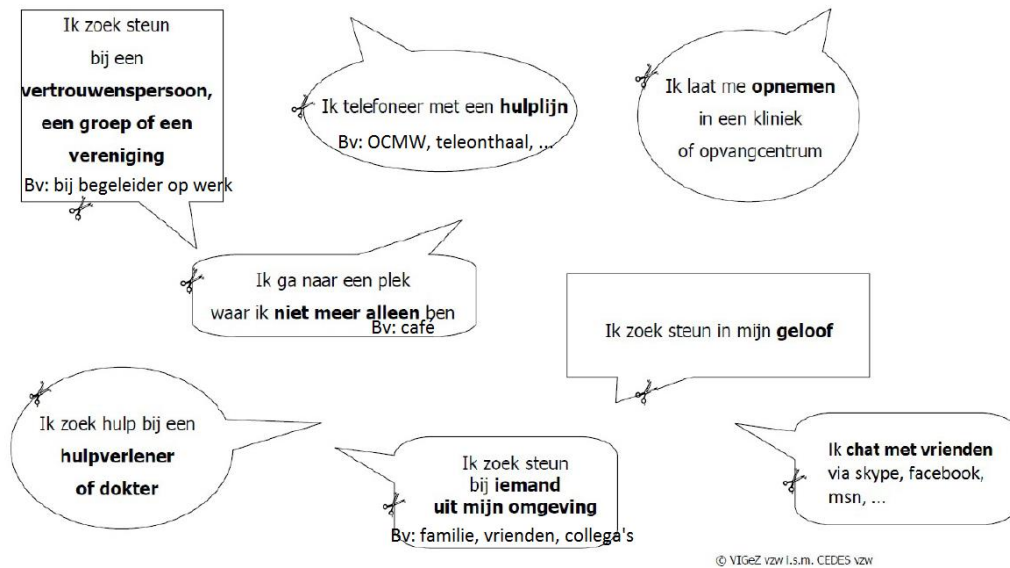 Ik zoek steun
bij een
vertrouwenspersoon,
een groep of een
vereniging
Bv: bij begeleider op werk
Ik telefoneer met een hulplijn
Bv: OCMW, teleonthaal, ...
Ik laat me opnemen
in een kliniek
of opvangcentrum
Ik ga naar een plek
waar ik niet meer alleen ben
Bv: café
Ik zoek steun in mijn geloof
Ik zoek hulp bij een
hulpverlener
of dokter
Ik zoek steun
bij iemand
uit mijn omgeving
Bv: familie, vrienden, collega's
Ik chat met vrienden
via skype, facebook,
msn, ...
© VIGeZ vzw i.s.m. CEDES vzw